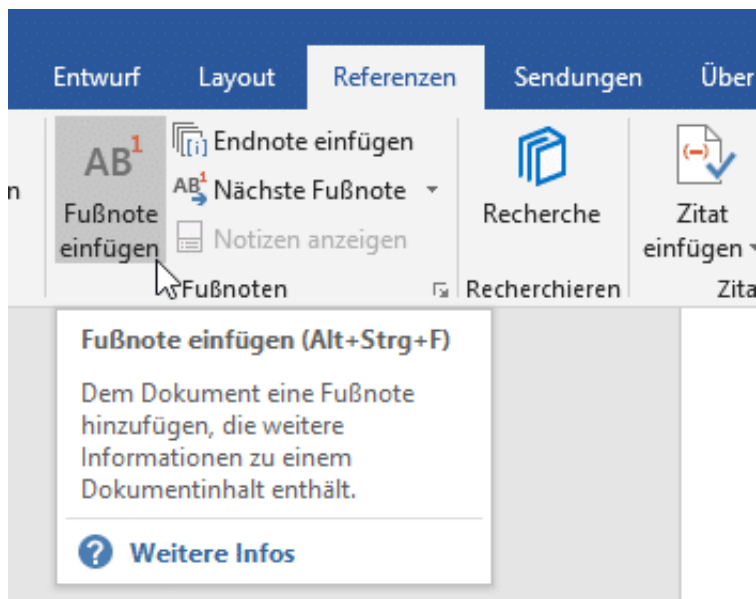 Entwurf Layout Referenzen Sendungen Über
AB1
Fußnote
einfügen
[i] Endnote einfügen
AB1 Nächste Fußnote
Notizen anzeigen
Fußnoten
Recherche
Recherchieren
(-)
Zitat
einfügen
Zita
n
Fußnote einfügen (Alt+Strg+F)
Dem Dokument eine Fußnote
hinzufügen, die weitere
Informationen zu einem
Dokumentinhalt enthält.
? Weitere Infos